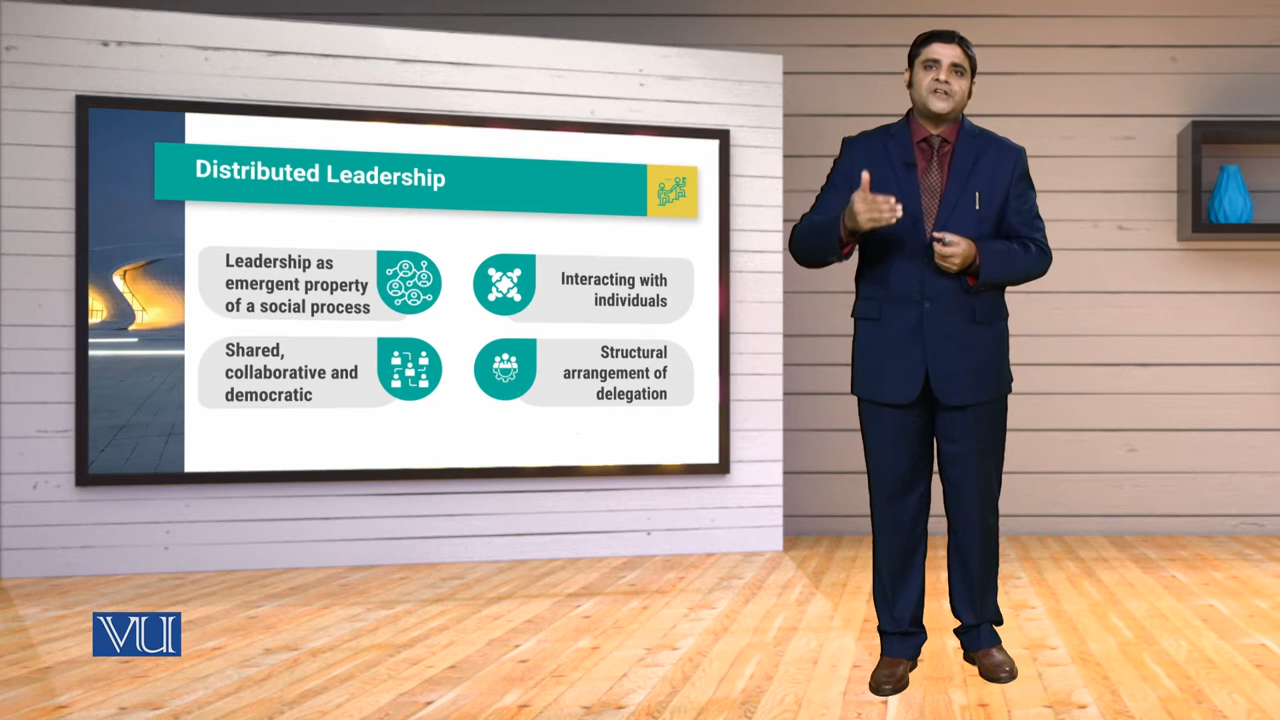 Distributed Leadership
Leadership as
emergent property
of a social process
Interacting with
individuals
Shared,
collaborative and
democratic
Structural
arrangement of
delegation
VU